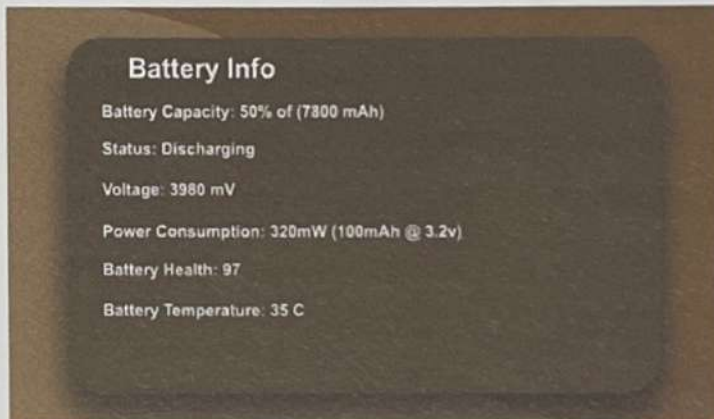 Battery Info
Battery Capacity: 50% of (7800 mAh)
Status: Discharging
Voltage: 3980 mV
Power Consumption: 320mW (100mAh @ 3.2v)
Battery Health: 97
Battery Temperature: 35 C